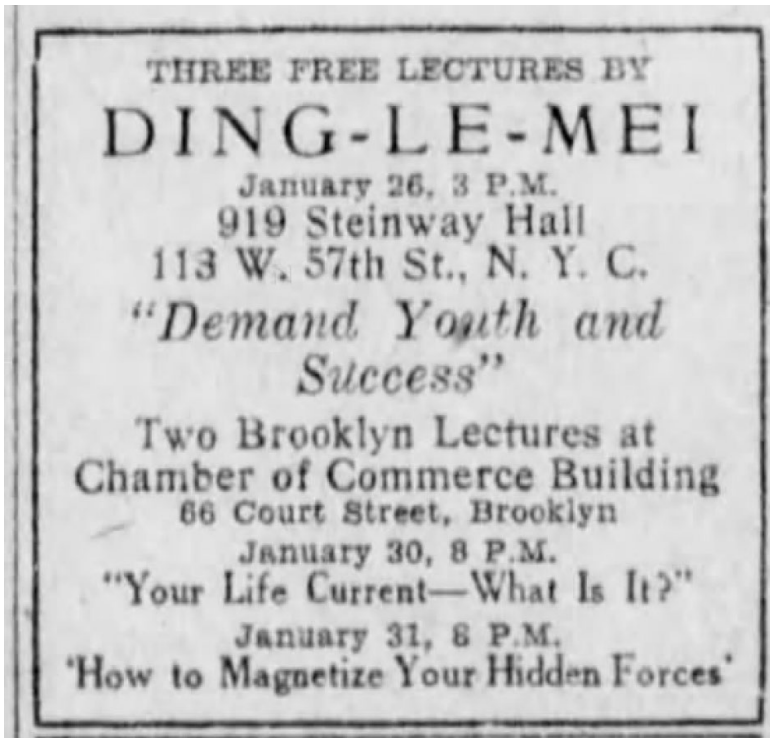 THREE FREE LECTURES BY
DING-LE-MEI
January 26, 3 P.M.
919 Steinway Hall
113 W. 57th St., N. Y. C.
"Demand Youth and
Success"
Two Brooklyn Lectures at
Chamber of Commerce Building
66 Court Street, Brooklyn
January 30, 8 P.M.
"Your Life Current—What Is It?"
January 31, 8 P.M.
'How to Magnetize Your Hidden Forces'